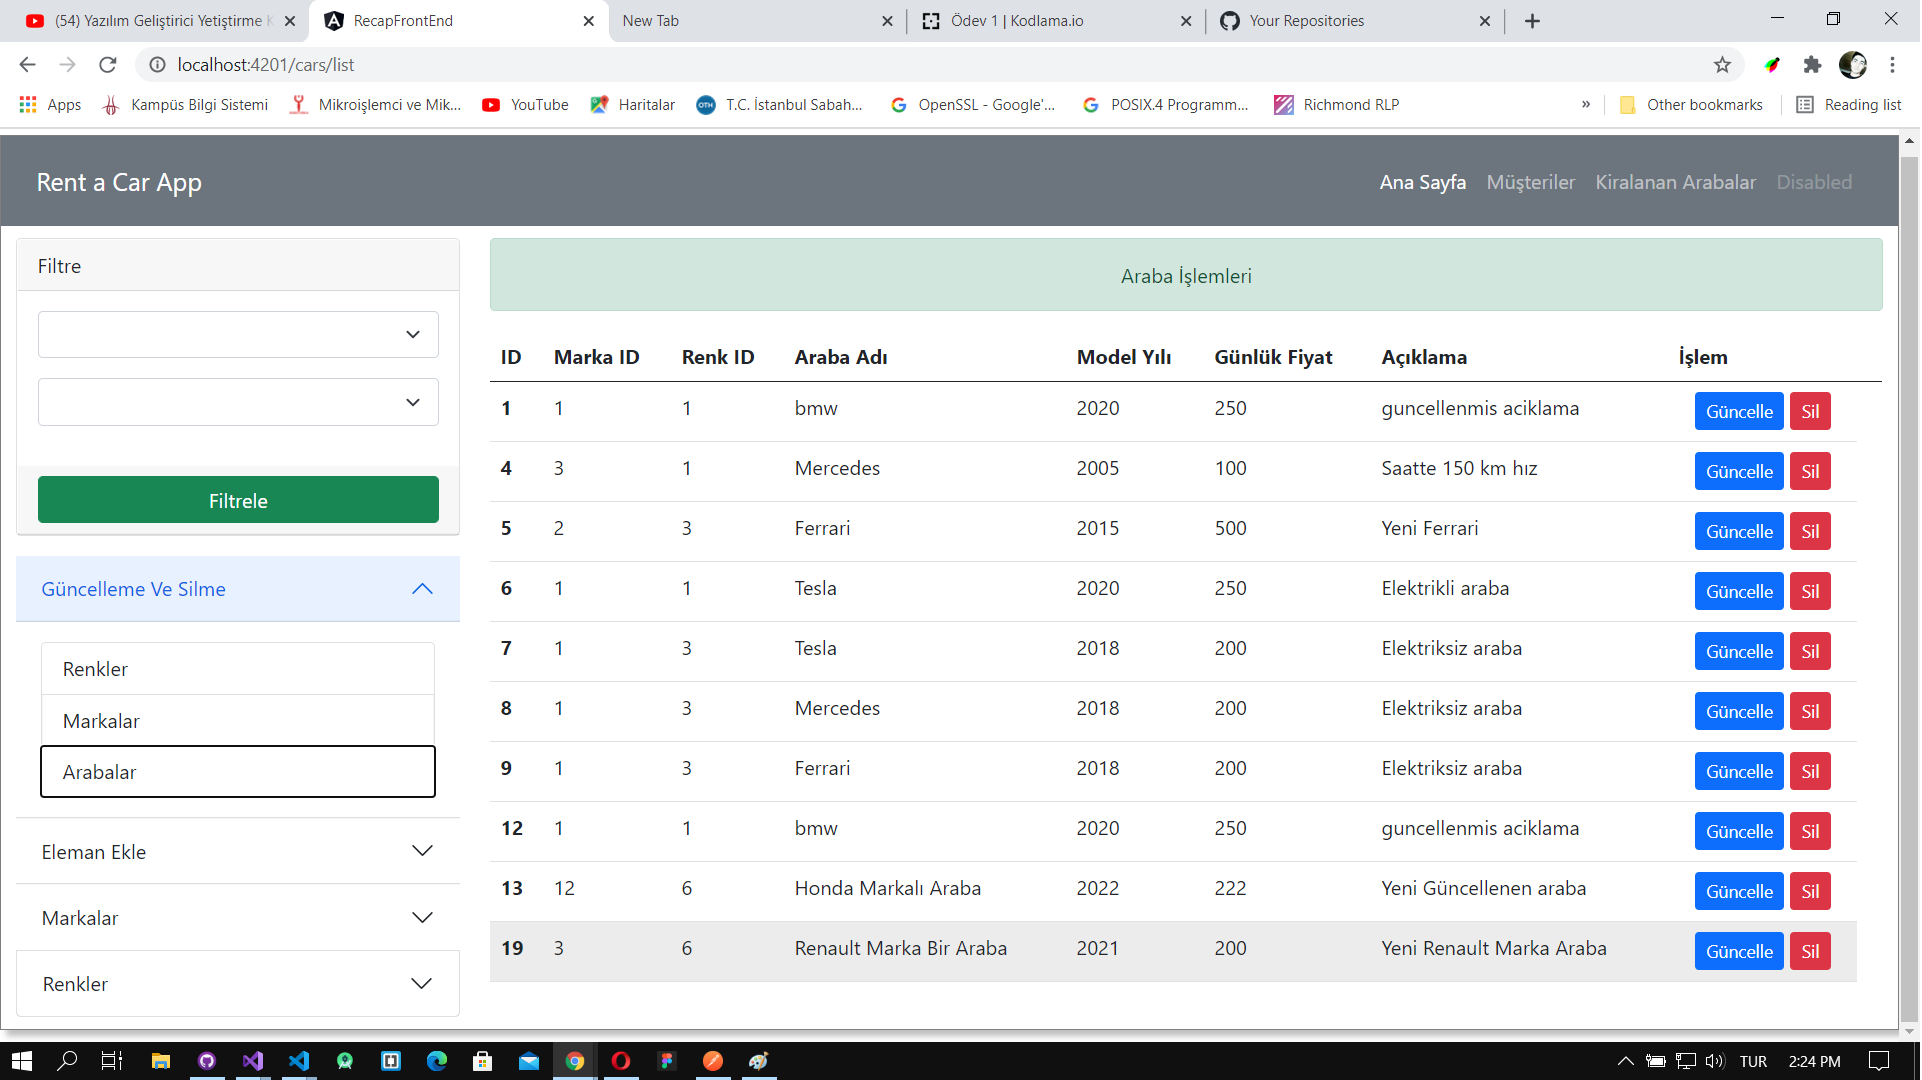 (54) Yazılım Geliştirici Yetiştirme K
RecapFrontEnd
New Tab
Ödev 1 | Kodlama.io
Your Repositories
localhost:4201/cars/list
Apps
Kampüs Bilgi Sistemi
Mikroişlemci ve Mik...
YouTube
Haritalar
OTH
T.C. İstanbul Sabah...
OpenSSL - Google'...
POSIX.4 Programm...
Richmond RLP
»
Other bookmarks
Reading list
Rent a Car App
Ana Sayfa Müşteriler Kiralanan Arabalar Disabled
Filtre
Filtrele
Güncelleme Ve Silme
Renkler
Markalar
Arabalar
Eleman Ekle
Markalar
Renkler
Araba İşlemleri
ID Marka ID Renk ID Araba Adı Model Yılı Günlük Fiyat Açıklama İşlem
1 1 1 bmw 2020 250 guncellenmis aciklama Güncelle Sil
4 3 1 Mercedes 2005 100 Saatte 150 km hız Güncelle Sil
5 2 3 Ferrari 2015 500 Yeni Ferrari Güncelle Sil
6 1 1 Tesla 2020 250 Elektrikli araba Güncelle Sil
7 1 3 Tesla 2018 200 Elektriksiz araba Güncelle Sil
8 1 3 Mercedes 2018 200 Elektriksiz araba Güncelle Sil
9 1 3 Ferrari 2018 200 Elektriksiz araba Güncelle Sil
12 1 1 bmw 2020 250 guncellenmis aciklama Güncelle Sil
13 12 6 Honda Markalı Araba 2022 222 Yeni Güncellenen araba Güncelle Sil
19 3 6 Renault Marka Bir Araba 2021 200 Yeni Renault Marka Araba Güncelle Sil
TUR
2:24 PM